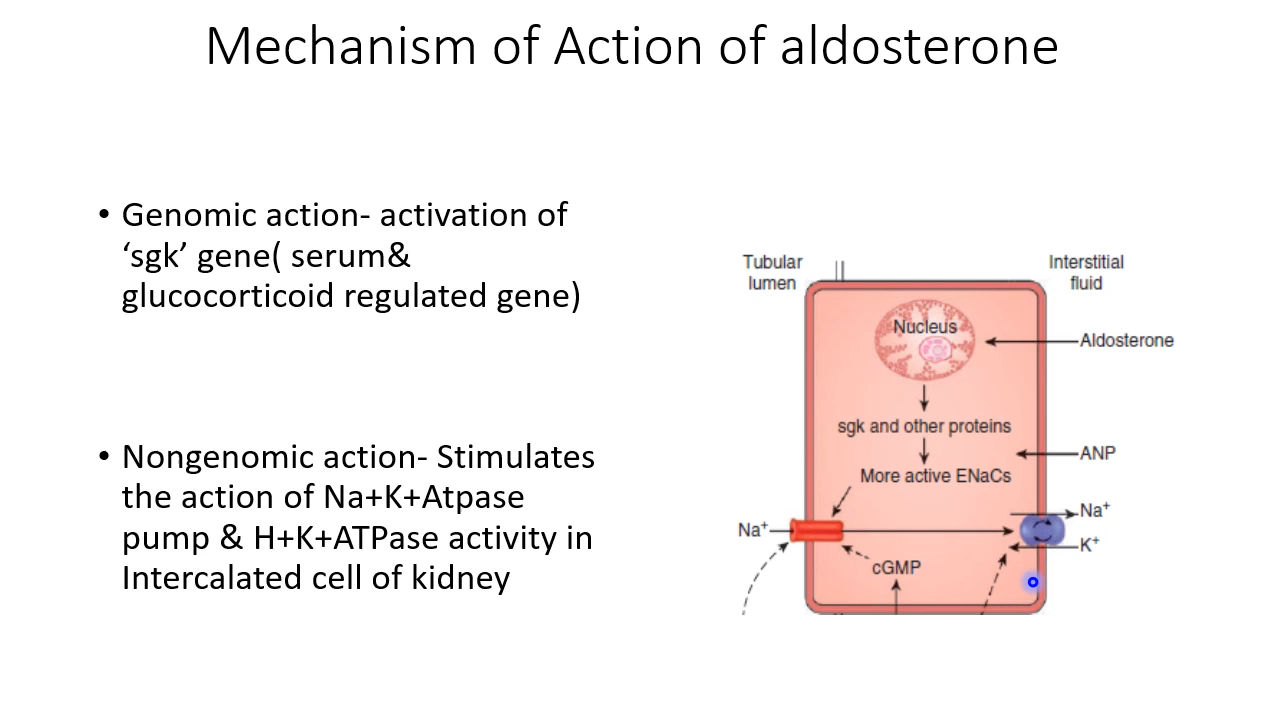 Mechanism of Action of aldosterone
• Genomic action- activation of
‘sgk’ gene( serum&
glucocorticoid regulated gene)
• Nongenomic action- Stimulates
the action of Na+K+Atpase
pump & H+K+ATPase activity in
Intercalated cell of kidney
Tubular
lumen
Interstitial
fluid
Nucleus
Aldosterone
sgk and other proteins
ANP
More active ENaCs
Na⁺
Na⁺
K⁺
cGMP